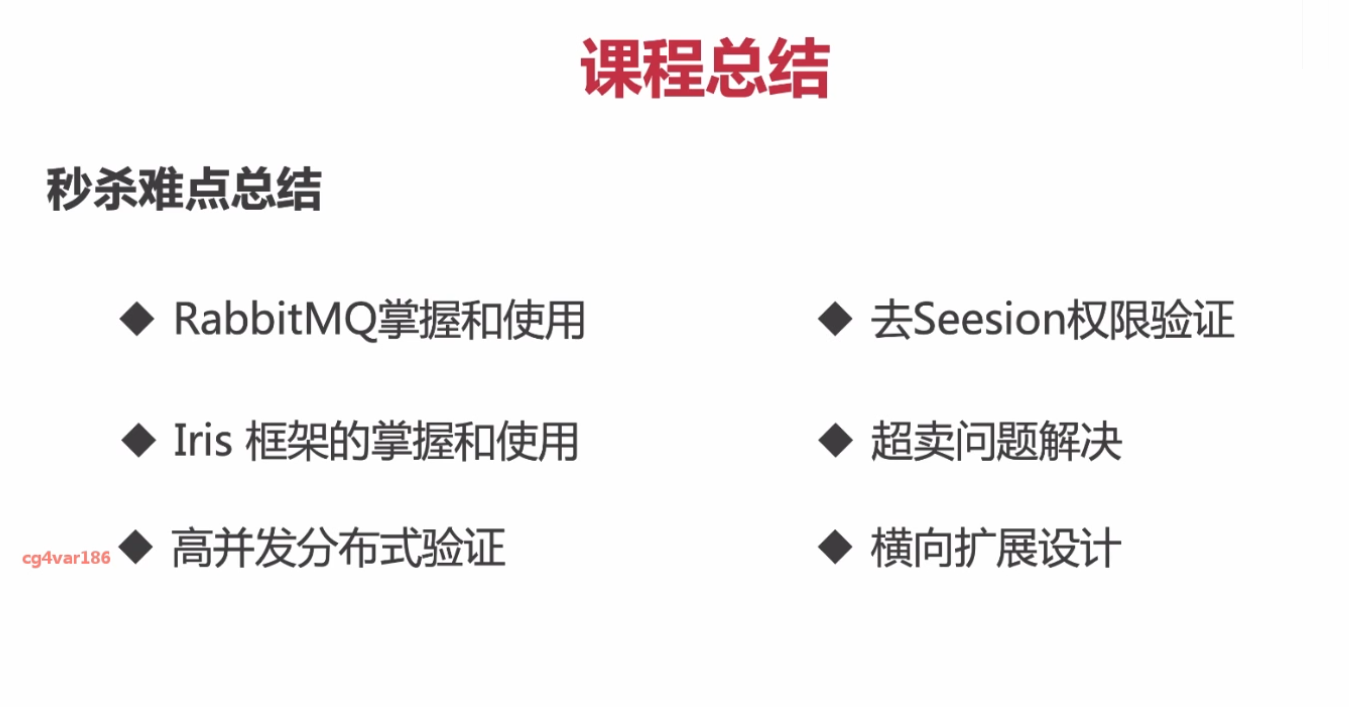 课程总结
秒杀难点总结
◆ RabbitMQ掌握和使用
◆ 去Seesion权限验证
◆ Iris 框架的掌握和使用
◆ 超卖问题解决
cg4var186
◆ 高并发分布式验证
◆ 横向扩展设计